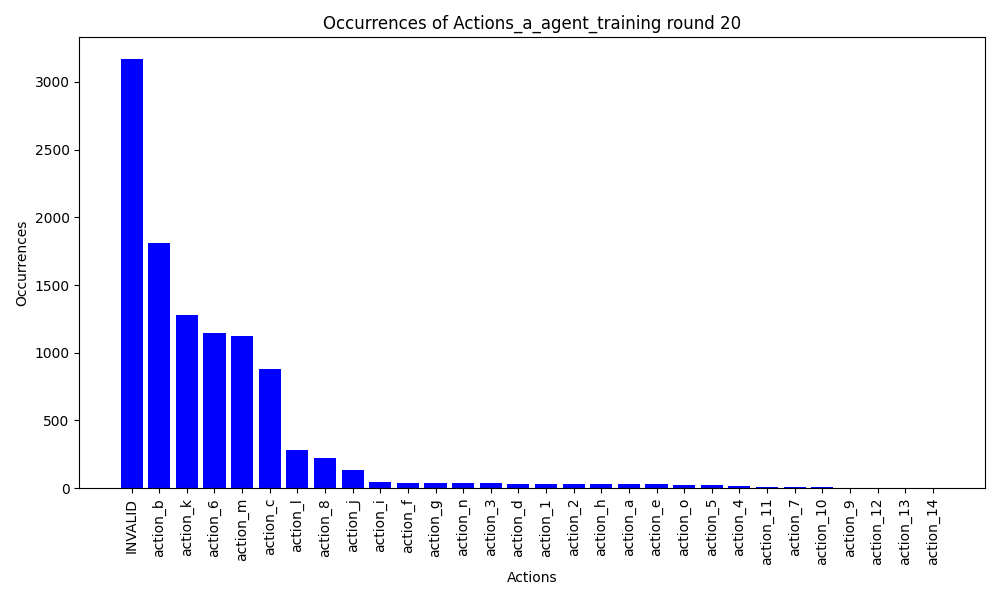 Occurrences of Actions_a_agent_training round 20
3000
2500
2000
1500
1000
500
0
Occurrences
INVALID
action_b
action_k
action_6
action_m
action_c
action_l
action_8
action_j
action_i
action_f
action_g
action_n
action_3
action_d
action_1
action_2
action_h
action_a
action_e
action_o
action_5
action_4
action_11
action_7
action_10
action_9
action_12
action_13
action_14
Actions